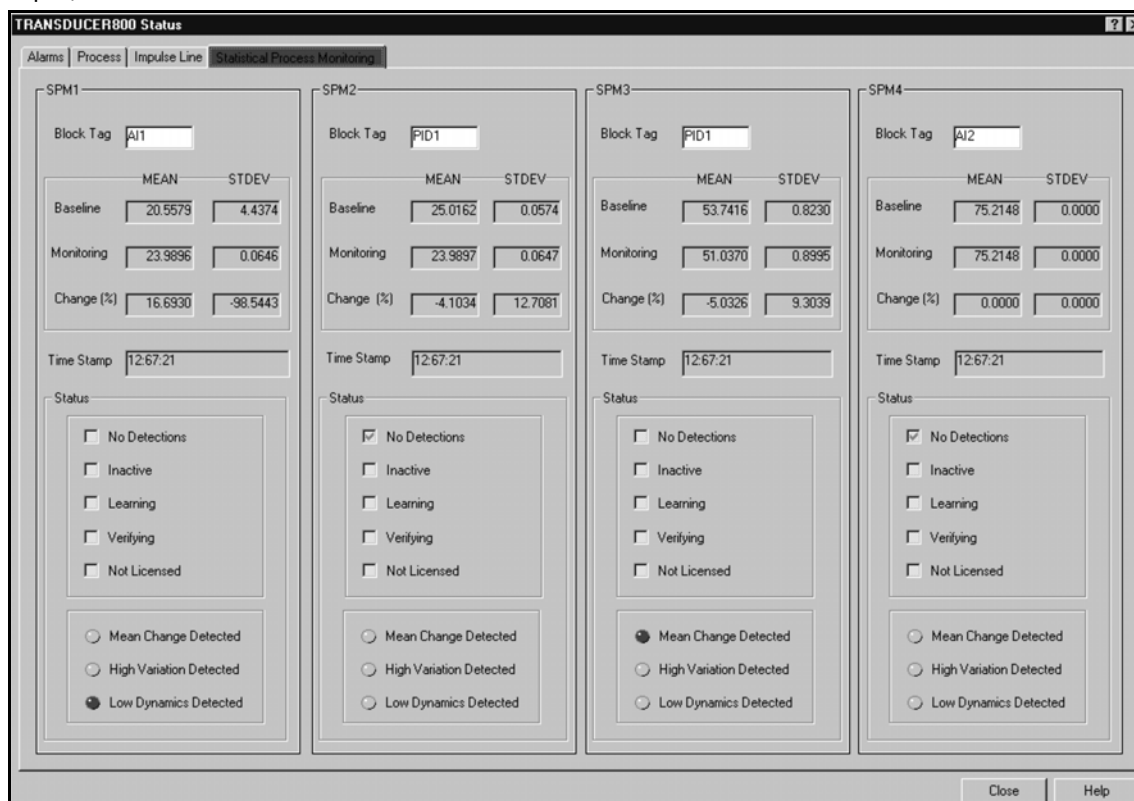 TRANSDUCER800 Status
Alarms Process Impulse Line Statistical Process Monitoring
SPM1
Block Tag AI1
MEAN STDEV
Baseline 20.5579 4.4374
Monitoring 23.9896 0.0646
Change (%) 16.6930 -98.5443
Time Stamp 12:67:21
Status
No Detections
Inactive
Learning
Verifying
Not Licensed
Mean Change Detected
High Variation Detected
Low Dynamics Detected
SPM2
Block Tag PID1
MEAN STDEV
Baseline 25.0162 0.0574
Monitoring 23.9897 0.0647
Change (%) -4.1034 12.7081
Time Stamp 12:67:21
Status
No Detections
Inactive
Learning
Verifying
Not Licensed
Mean Change Detected
High Variation Detected
Low Dynamics Detected
SPM3
Block Tag PID1
MEAN STDEV
Baseline 53.7416 0.8230
Monitoring 51.0370 0.8995
Change (%) -5.0326 9.3039
Time Stamp 12:67:21
Status
No Detections
Inactive
Learning
Verifying
Not Licensed
Mean Change Detected
High Variation Detected
Low Dynamics Detected
SPM4
Block Tag AI2
MEAN STDEV
Baseline 75.2148 0.0000
Monitoring 75.2148 0.0000
Change (%) 0.0000 0.0000
Time Stamp 12:67:21
Status
No Detections
Inactive
Learning
Verifying
Not Licensed
Mean Change Detected
High Variation Detected
Low Dynamics Detected
Close Help